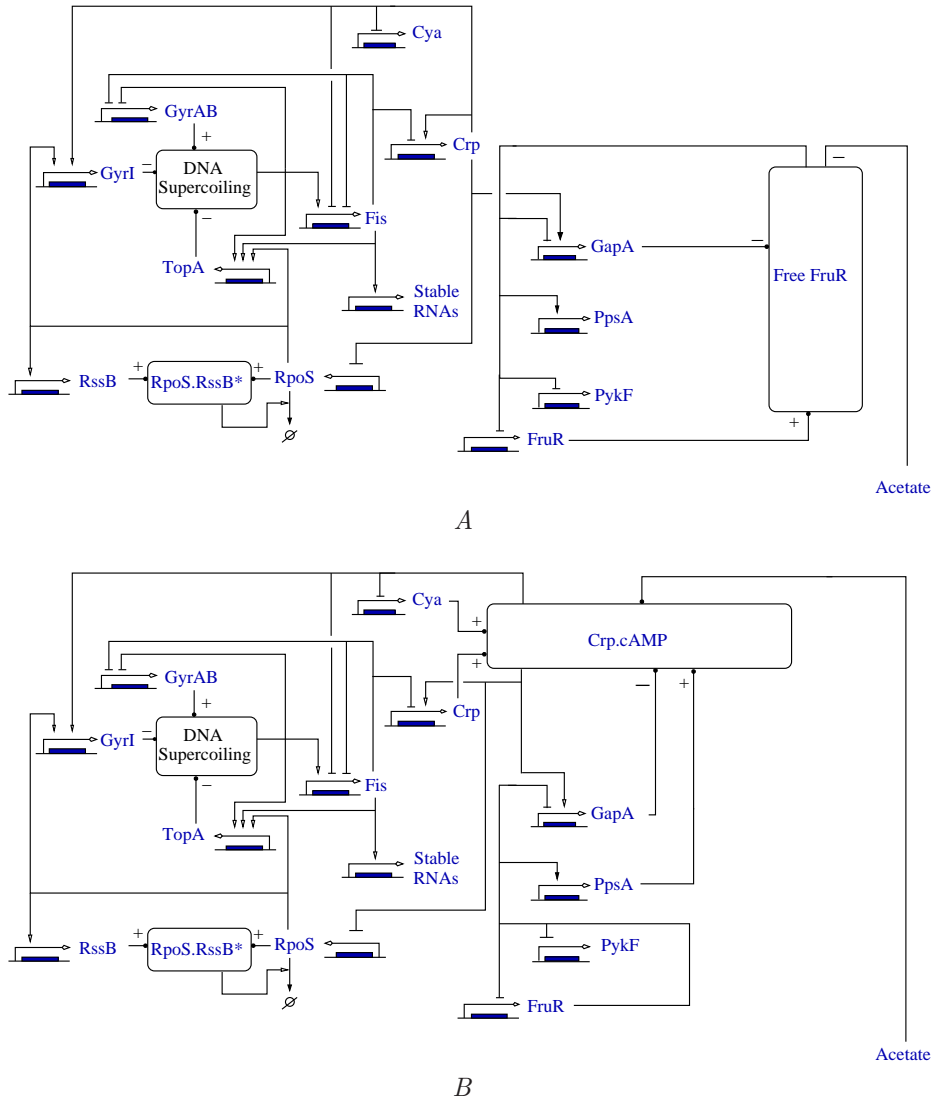 Cya
GyrAB
+
Crp
GyrI
−
DNA
Supercoiling
−
Fis
−
GapA
−
Free FruR
TopA
Stable
RNAs
PpsA
RssB
+
RpoS.RssB*
+
RpoS
PykF
+
FruR
Acetate
A
Cya
+
Crp.cAMP
+
GyrAB
+
−
+
Crp
GyrI
−
DNA
Supercoiling
−
Fis
GapA
TopA
Stable
RNAs
PpsA
RssB
+
RpoS.RssB*
+
RpoS
PykF
FruR
Acetate
B